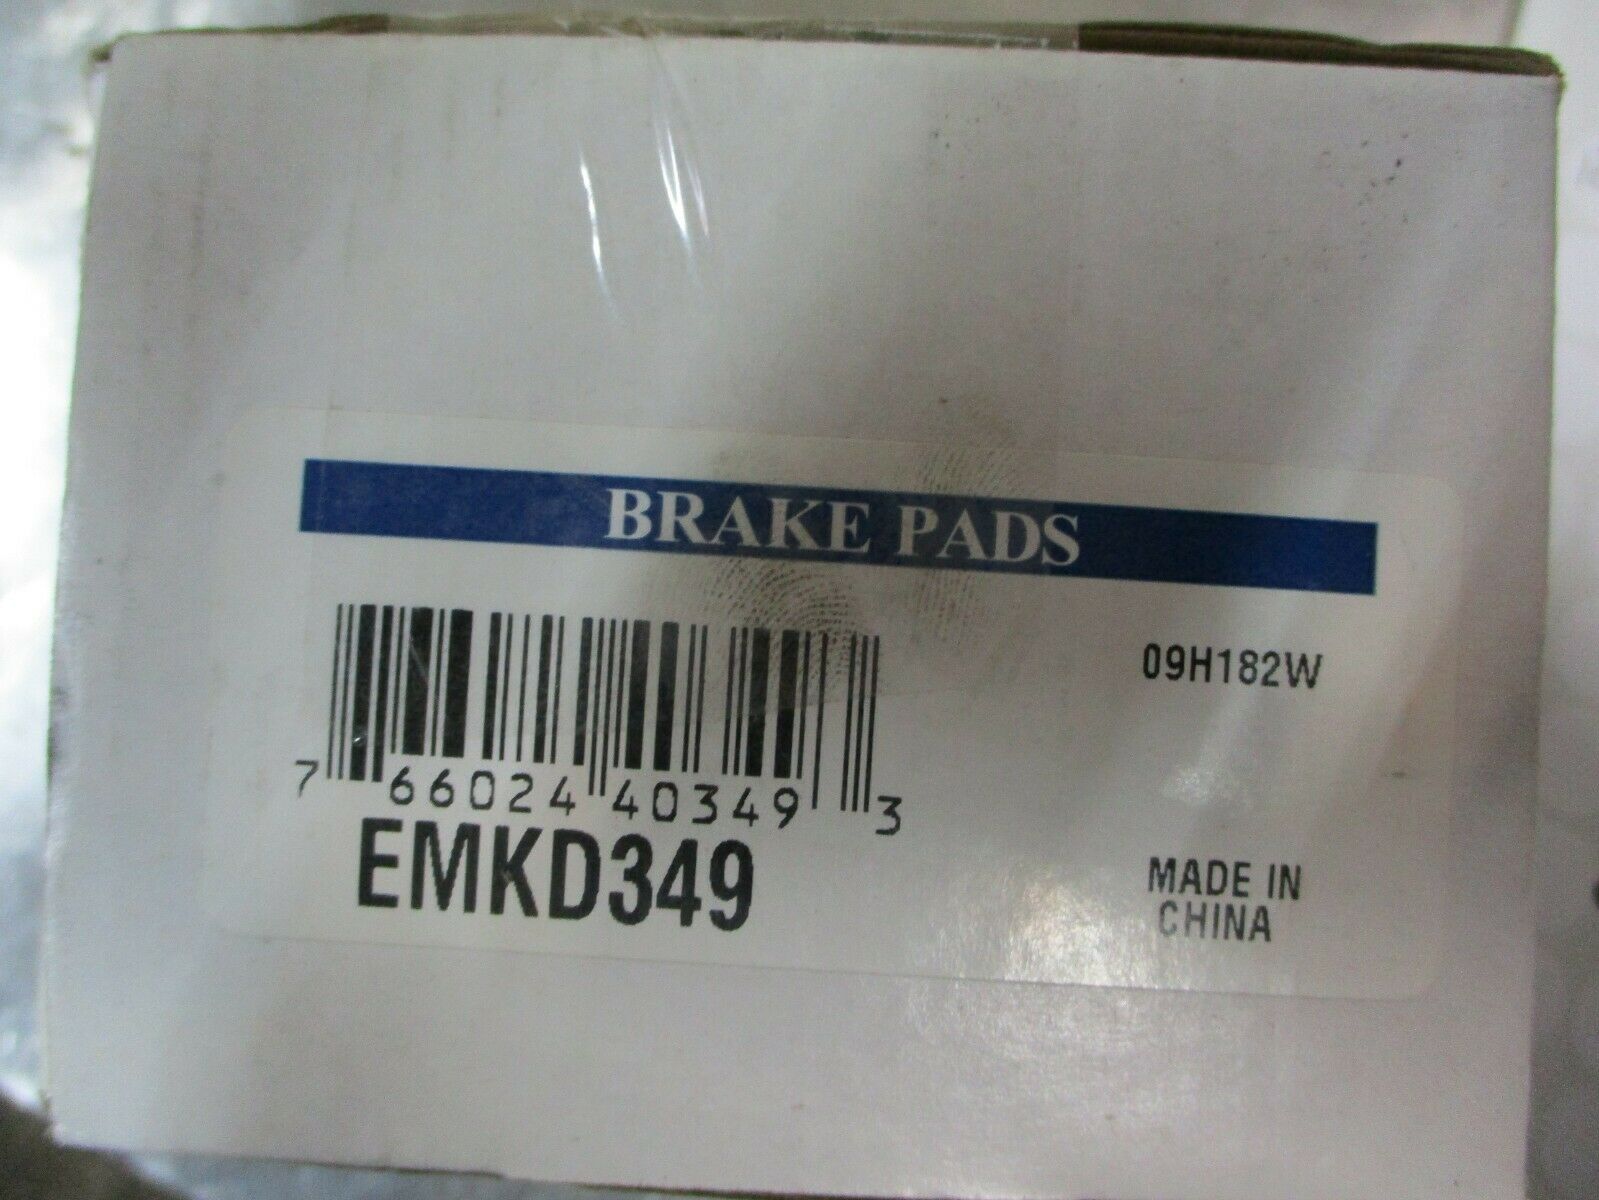 BRAKE PADS
09H182W
7 66024 40349 3
EMKD349
MADE IN
CHINA